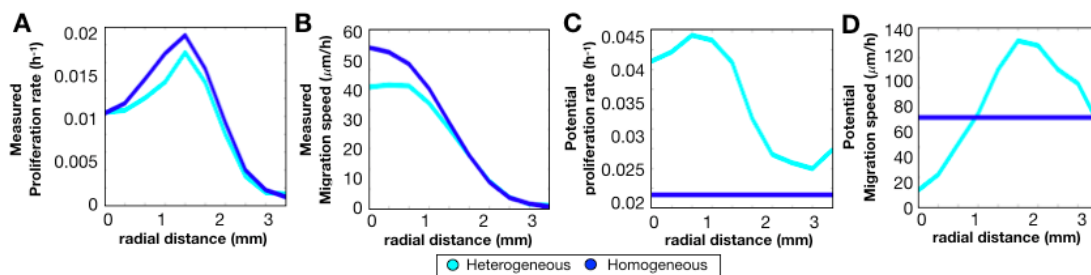 A
Measured
Proliferation rate (h⁻¹)
0.02
0.015
0.01
0.005
0
0 1 2 3
radial distance (mm)
B
Measured
Migration speed (μm/h)
60
50
40
30
20
10
0
0 1 2 3
radial distance (mm)
C
Potential
proliferation rate (h⁻¹)
0.045
0.04
0.035
0.03
0.025
0.02
0 1 2 3
radial distance (mm)
D
Potential
Migration speed (μm/h)
140
120
100
80
60
40
20
0
0 1 2 3
radial distance (mm)
Heterogeneous Homogeneous